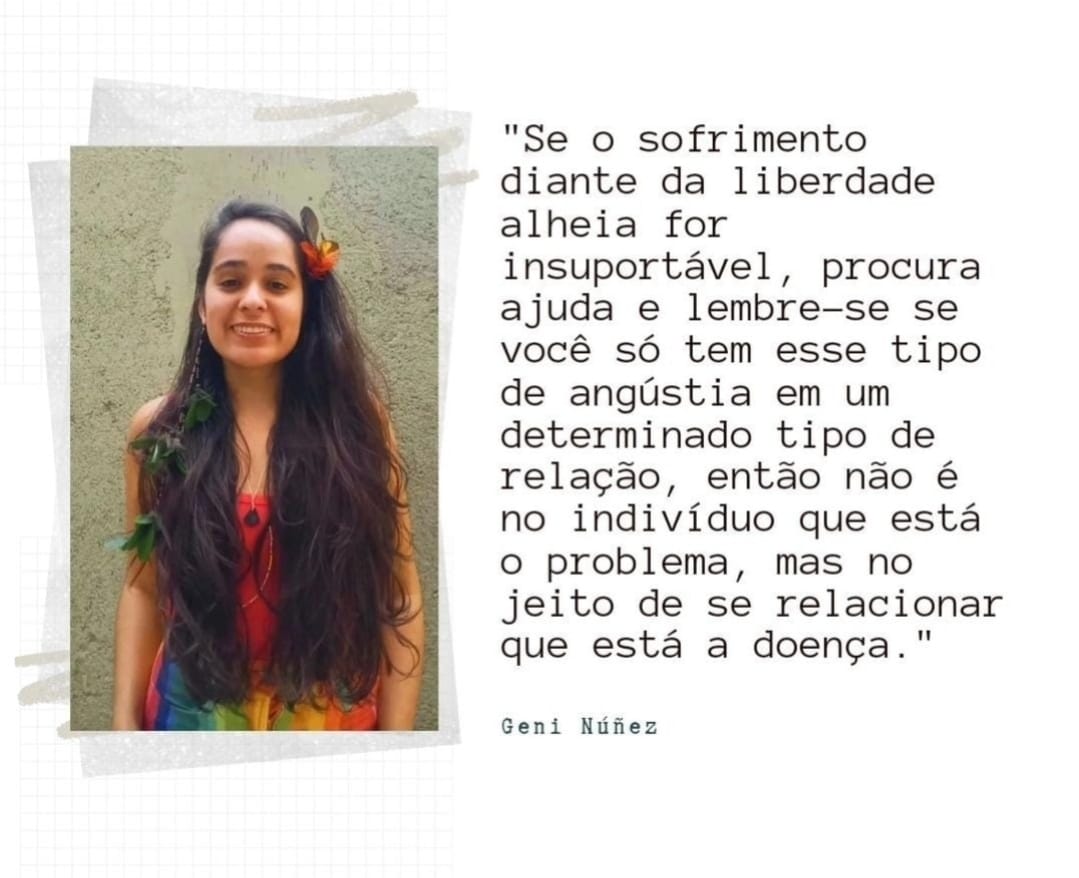 "Se o sofrimento
diante da liberdade
alheia for
insuportável, procura
ajuda e lembre-se se
você só tem esse tipo
de angústia em um
determinado tipo de
relação, então não é
no indivíduo que está
o problema, mas no
jeito de se relacionar
que está a doença."
Geni Núñez